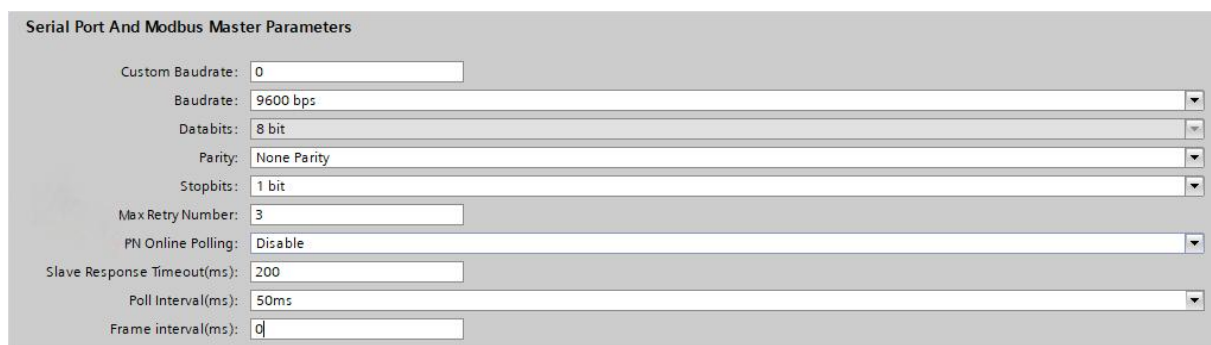 Serial Port And Modbus Master Parameters
Custom Baudrate: 0
Baudrate: 9600 bps
Databits: 8 bit
Parity: None Parity
Stopbits: 1 bit
Max Retry Number: 3
PN Online Polling: Disable
Slave Response Timeout(ms): 200
Poll Interval(ms): 50ms
Frame interval(ms): 0